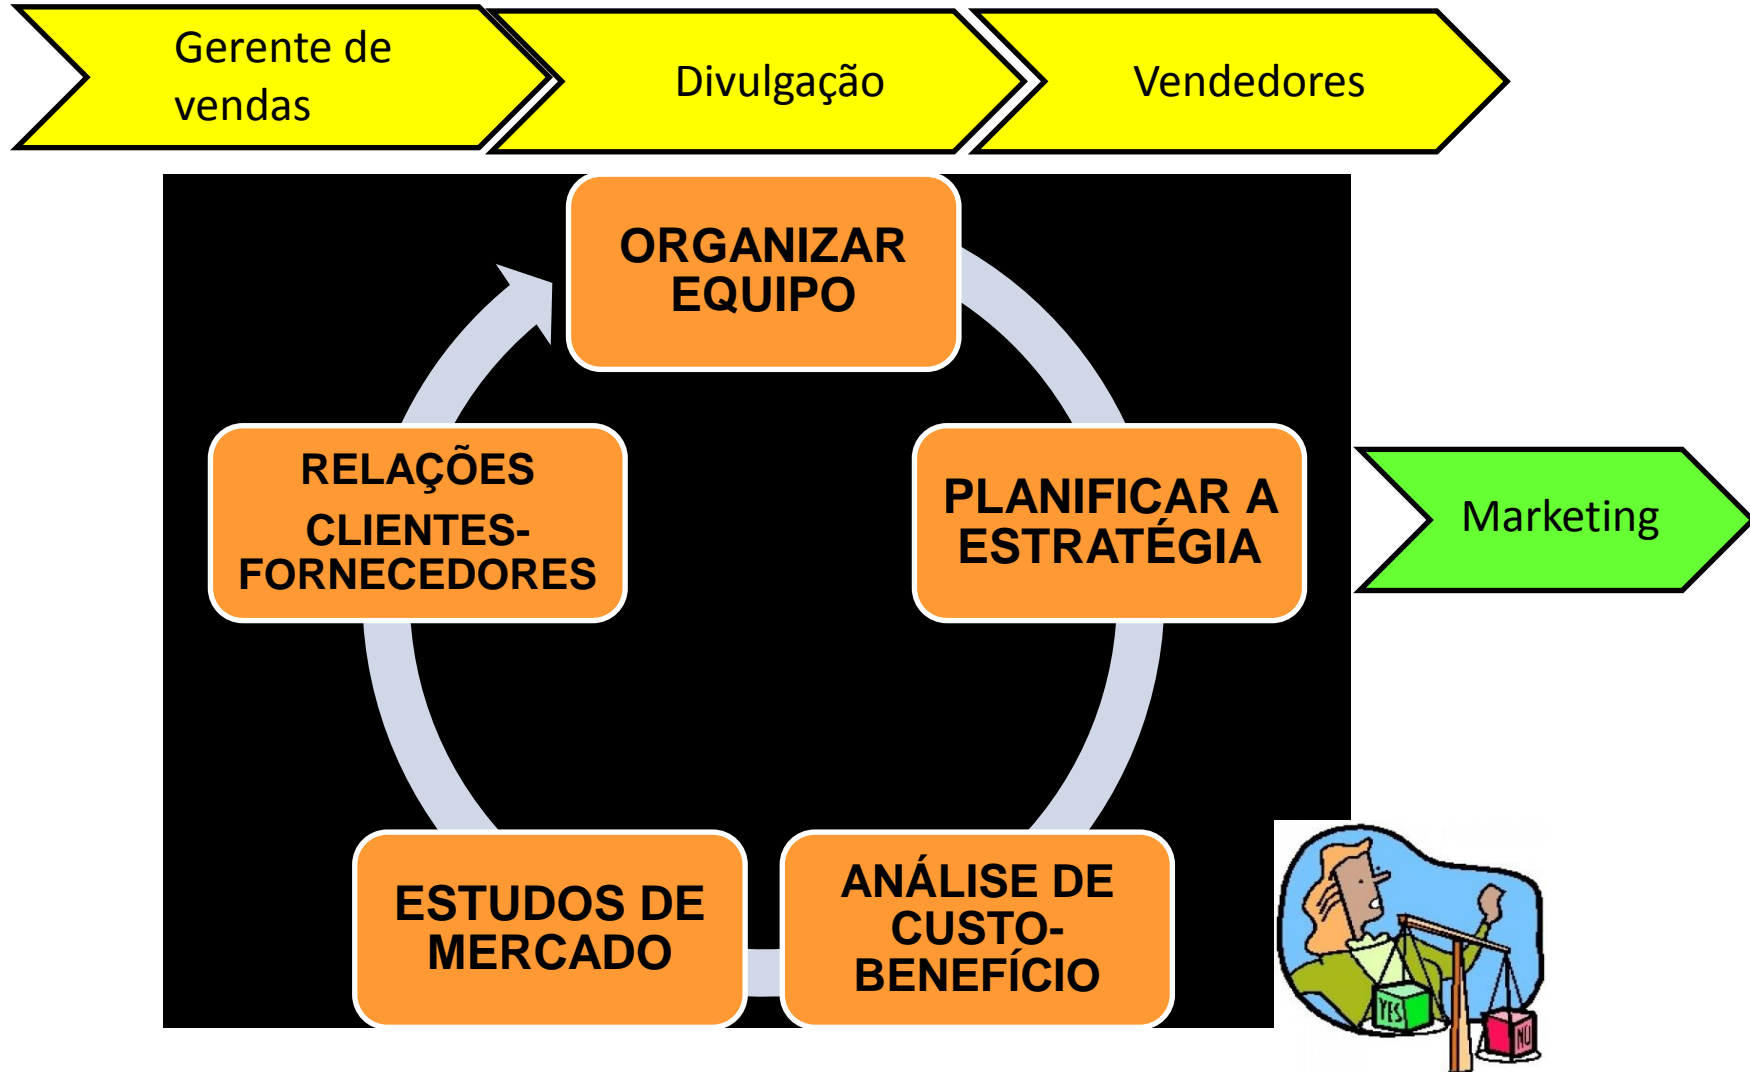 Gerente de
vendas
Divulgação
Vendedores
ORGANIZAR
EQUIPO
RELAÇÕES
CLIENTES-
FORNECEDORES
PLANIFICAR A
ESTRATÉGIA
Marketing
ESTUDOS DE
MERCADO
ANÁLISE DE
CUSTO-
BENEFÍCIO
YES
NO